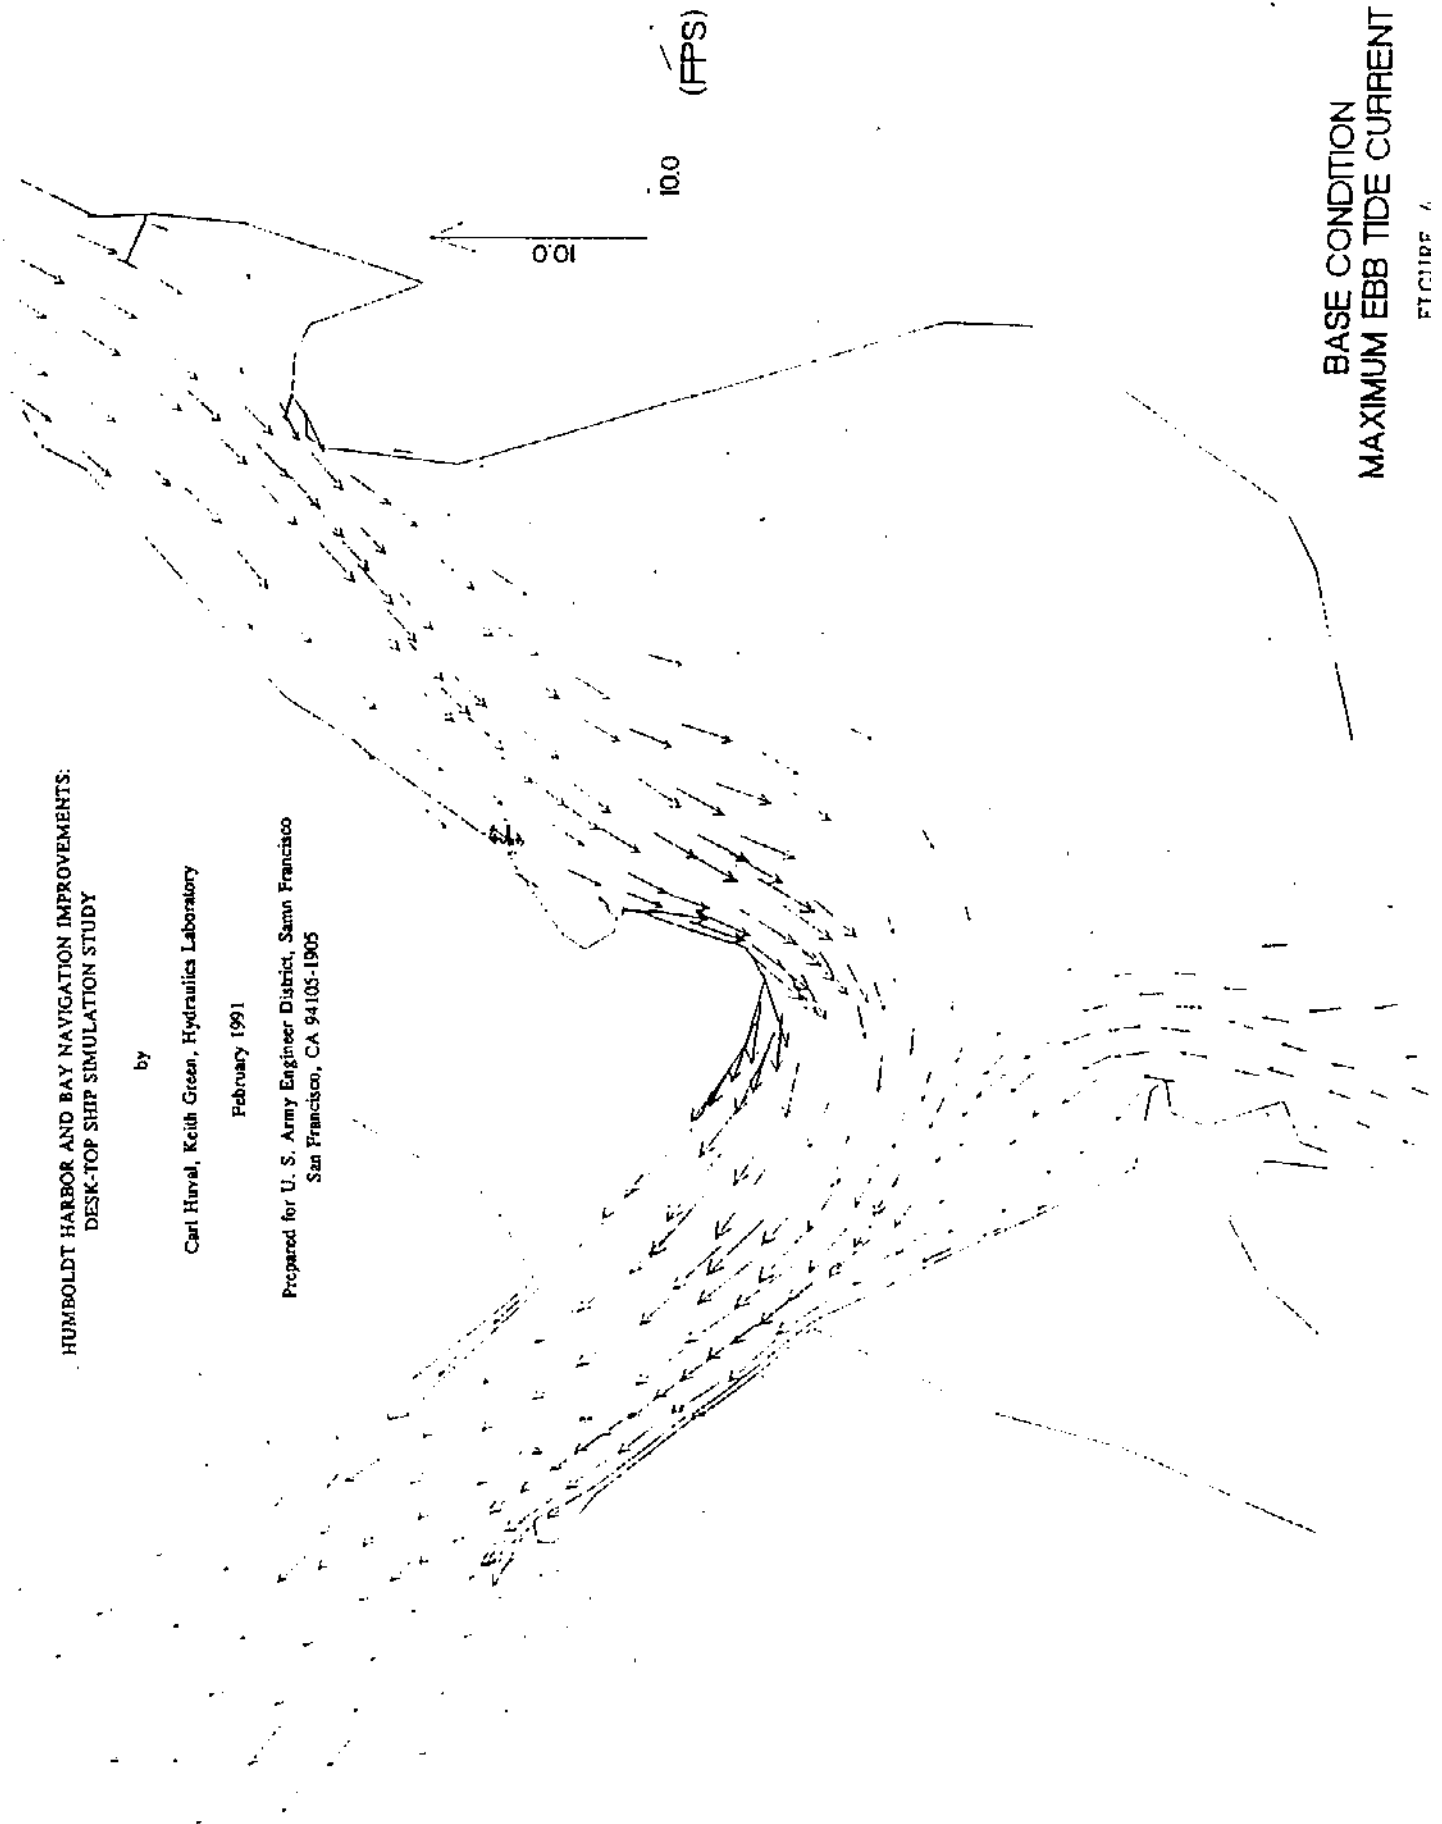 HUMBOLDT HARBOR AND BAY NAVIGATION IMPROVEMENTS:
DESK-TOP SHIP SIMULATION STUDY
by
Carl Huval, Keith Green, Hydraulics Laboratory
February 1991
Prepared for U. S. Army Engineer District, Samn Francisco
San Francisco, CA 94105-1905
10.0
10.0
(FPS)
BASE CONDITION
MAXIMUM EBB TIDE CURRENT
FIGURE